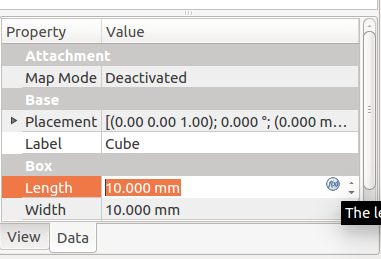 Property Value
Attachment
Map Mode Deactivated
Base
Placement [(0.00 0.00 1.00); 0.000 °; (0.000 m...
Label Cube
Box
Length 10.000 mm f(x)
Width 10.000 mm
The le
View Data